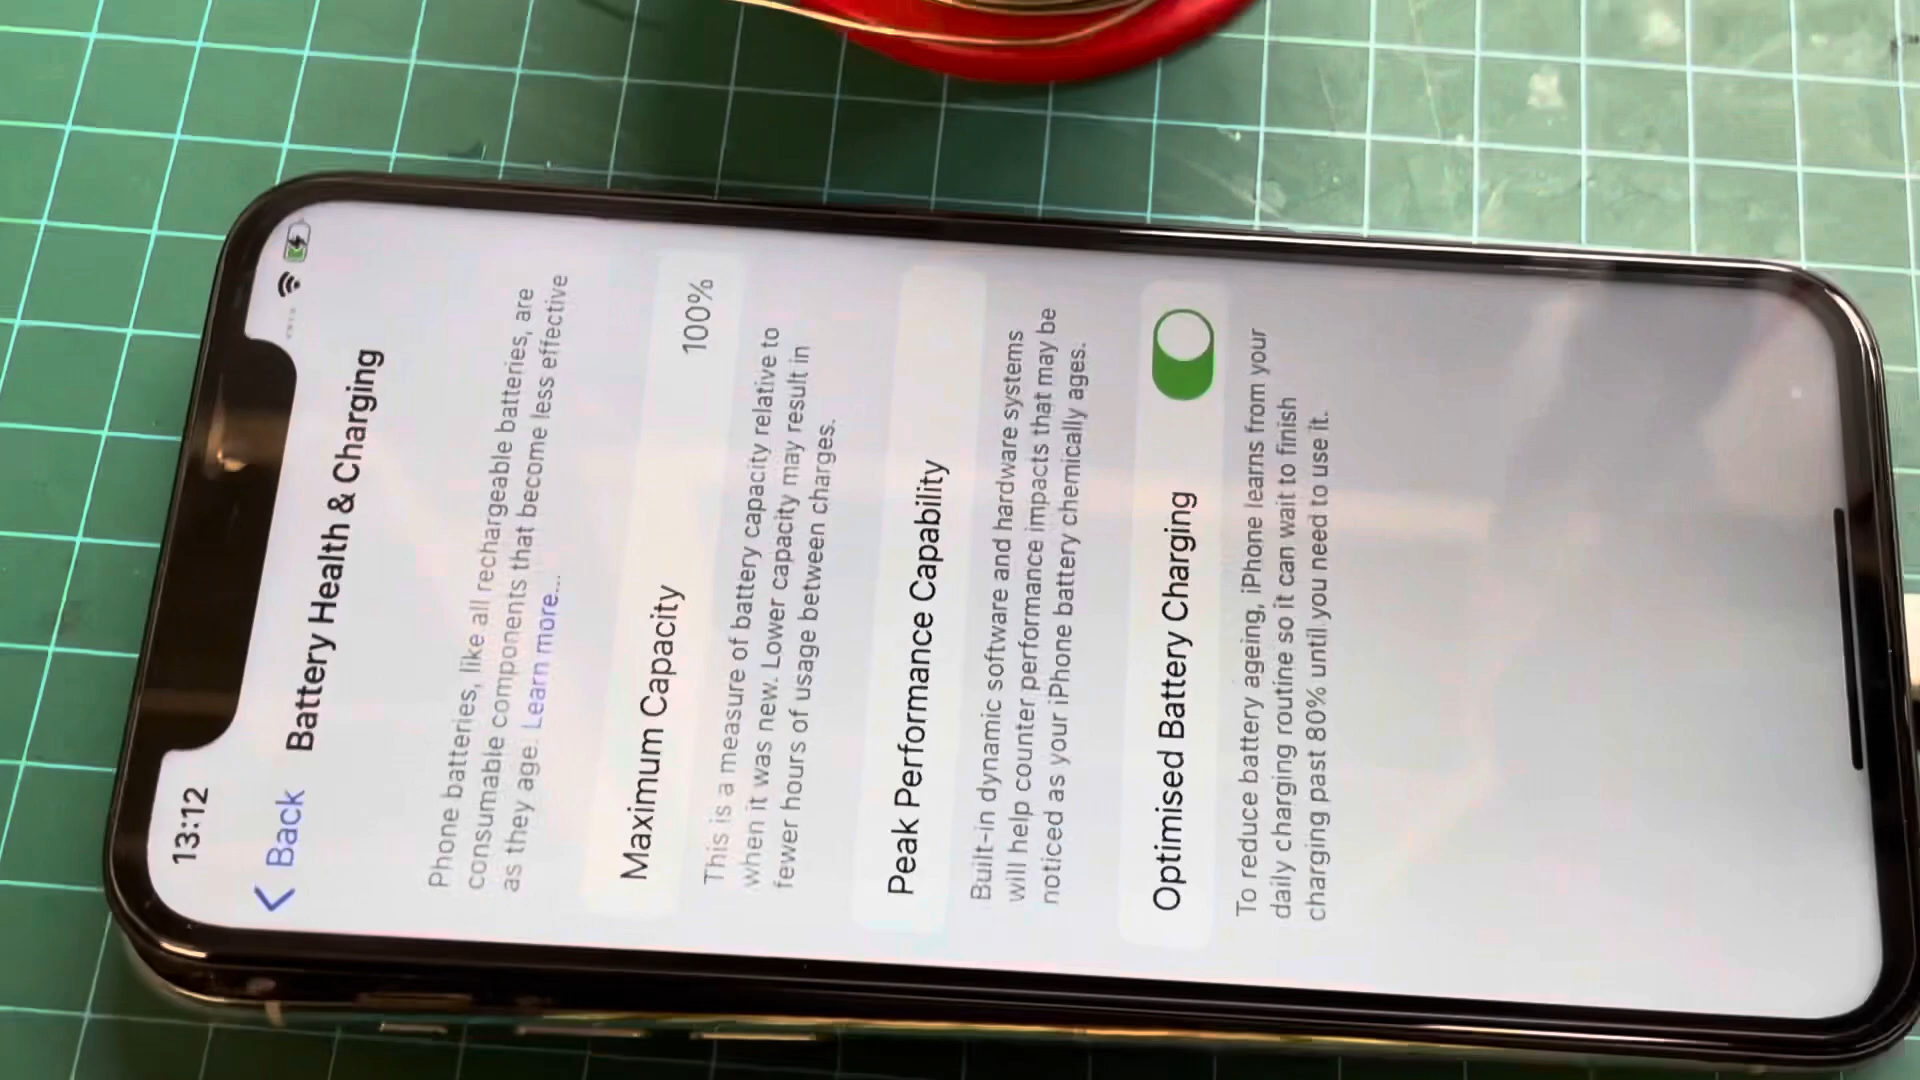 13:12
Back
Battery Health & Charging
Phone batteries, like all rechargeable batteries, are
consumable components that become less effective
as they age. Learn more...
Maximum Capacity 100%
This is a measure of battery capacity relative to
when it was new. Lower capacity may result in
fewer hours of usage between charges.
Peak Performance Capability
Built-in dynamic software and hardware systems
will help counter performance impacts that may be
noticed as your iPhone battery chemically ages.
Optimised Battery Charging
To reduce battery ageing, iPhone learns from your
daily charging routine so it can wait to finish
charging past 80% until you need to use it.